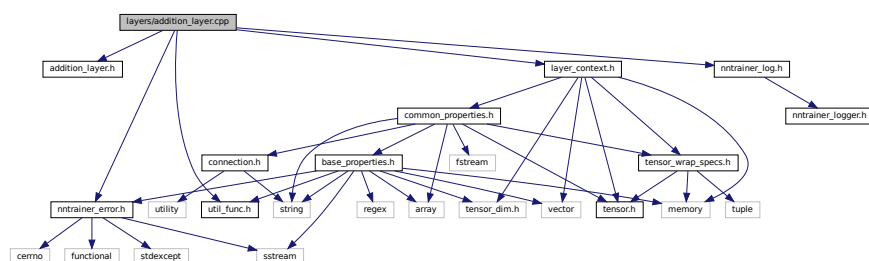 layers/addition_layer.cpp
addition_layer.h
layer_context.h
nntrainer_log.h
common_properties.h
nntrainer_logger.h
connection.h
base_properties.h
fstream
tensor_wrap_specs.h
nntrainer_error.h
utility
util_func.h
string
regex
array
tensor_dim.h
vector
tensor.h
memory
tuple
cerrno
functional
stdexcept
sstream